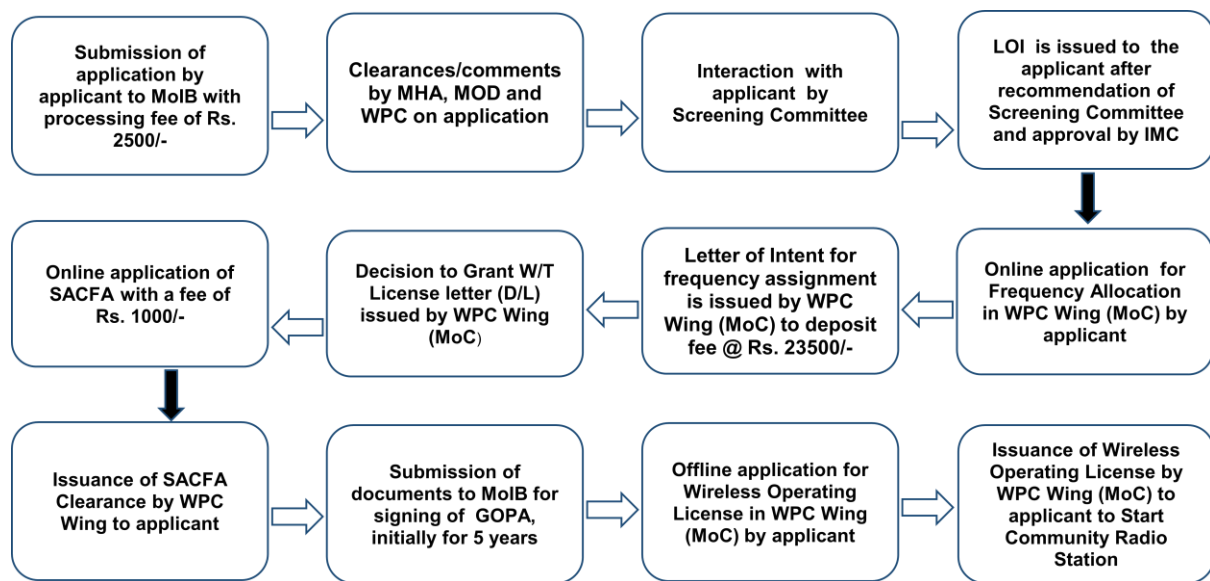 Submission of
application by
applicant to MoIB with
processing fee of Rs.
2500/-
Clearances/comments
by MHA, MOD and
WPC on application
Interaction with
applicant by
Screening Committee
LOI is issued to the
applicant after
recommendation of
Screening Committee
and approval by IMC
Online application for
Frequency Allocation
in WPC Wing (MoC) by
applicant
Letter of Intent for
frequency assignment
is issued by WPC
Wing (MoC) to deposit
fee @ Rs. 23500/-
Decision to Grant W/T
License letter (D/L)
issued by WPC Wing
(MoC)
Online application of
SACFA with a fee of
Rs. 1000/-
Issuance of SACFA
Clearance by WPC
Wing to applicant
Submission of
documents to MoIB for
signing of GOPA,
initially for 5 years
Offline application for
Wireless Operating
License in WPC Wing
(MoC) by applicant
Issuance of Wireless
Operating License by
WPC Wing (MoC) to
applicant to Start
Community Radio
Station